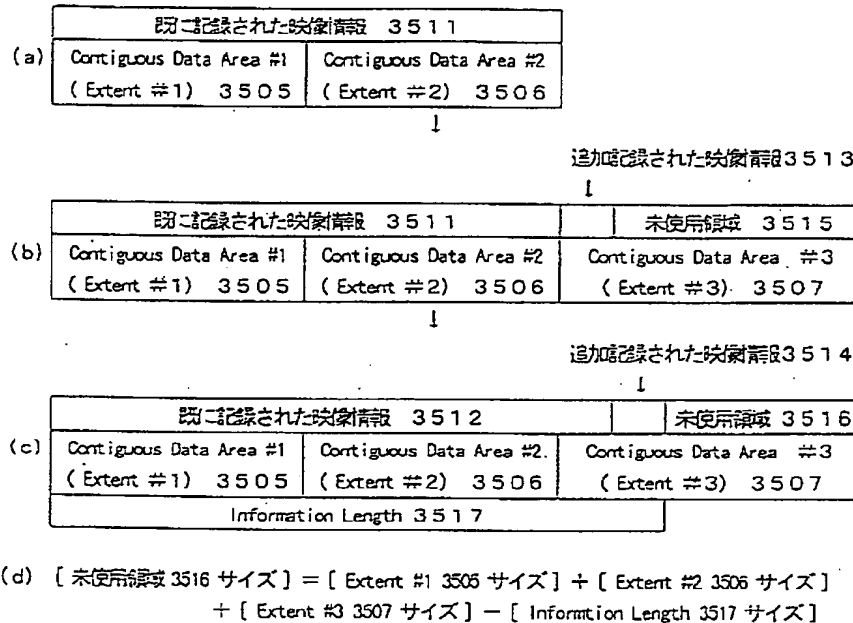 既に記録された映像情報 3511
(a) Contiguous Data Area #1 Contiguous Data Area #2
(Extent #1) 3505 (Extent #2) 3506
↓
追加記録された映像情報3513
↓
既に記録された映像情報 3511 未使用領域 3515
(b) Contiguous Data Area #1 Contiguous Data Area #2 Contiguous Data Area #3
(Extent #1) 3505 (Extent #2) 3506 (Extent #3) 3507
↓
追加記録された映像情報3514
↓
既に記録された映像情報 3512 未使用領域 3516
(c) Contiguous Data Area #1 Contiguous Data Area #2. Contiguous Data Area #3
(Extent #1) 3505 (Extent #2) 3506 (Extent #3) 3507
Information Length 3517
(d) [ 未使用領域 3516 サイズ ] = [ Extent #1 3505 サイズ ] + [ Extent #2 3506 サイズ ]
+ [ Extent #3 3507 サイズ ] − [ Informtion Length 3517 サイズ ]